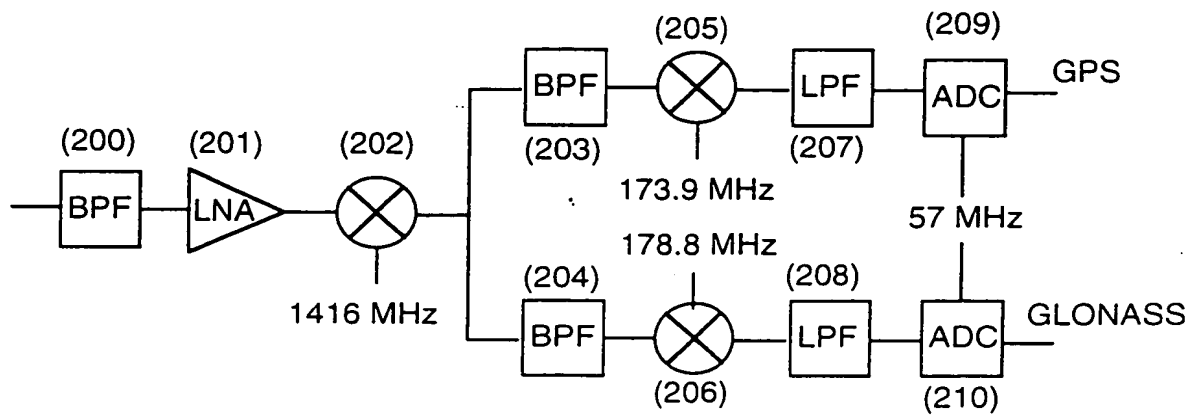 (205)
(209)
BPF
LPF
ADC
GPS
(203)
(207)
(200)
(201)
(202)
173.9 MHz
BPF
LNA
57 MHz
178.8 MHz
1416 MHz
(204)
(208)
BPF
LPF
ADC
GLONASS
(206)
(210)